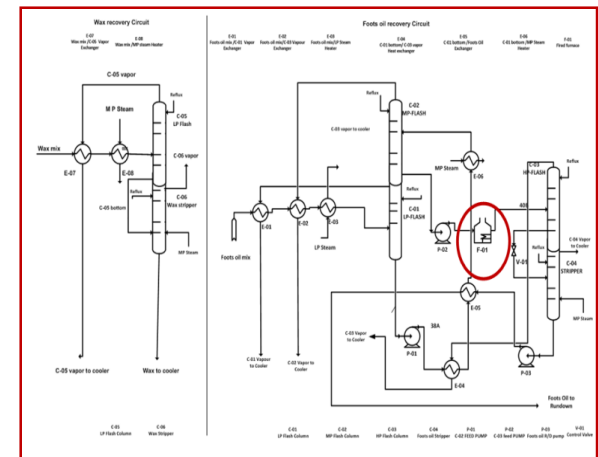 Wax recovery Circuit
Foots oil recovery Circuit
E-07
Wax mix /C-05 Vapor
Exchanger
E-08
Wax mix /MP steam Heater
E-01
Foots oil mix /C-01 Vapor
Exchanger
E-02
Foots oil mix/C-02 Vapour
Exchanger
E-03
Foots oil mix/LP Steam
Heater
E-04
C-01 bottom/ C-03 vapor
Heat exchanger
E-05
C-01 bottom/Foots Oil
Exchanger
E-06
C-01 bottom/MP Steam
Heater
F-01
Fired furnace
C-05 vapor
Reflux
C-05
LP Flash
M P Steam
Wax mix
E-07
E-08
C-06 vapor
Reflux
C-06
Wax stripper
C-05 bottom
MP Steam
C-05 vapor to cooler
Wax to cooler
Reflux
C-02
MP-FLASH
C-02 vapor to cooler
MP Steam
E-06
C-03
HP-FLASH
Reflux
Reflux
C-01
LP-FLASH
E-01
E-02
E-03
Foots oil mix
LP Steam
P-02
F-01
V-01
Reflux
C-04 Vapor
to Cooler
C-04
STRIPPER
E-05
MP Steam
38A
P-01
C-03 Vapor
to Cooler
E-04
P-03
C-01 Vapour
to Cooler
C-02 Vapor to
Cooler
Foots Oil to
Rundown
C-05
LP Flash Column
C-06
Wax Stripper
C-01
LP Flash Column
C-02
MP Flash Column
C-03
HP Flash Column
C-04
Foots oil Stripper
P-01
C-02 FEED PUMP
P-02
C-03 feed PUMP
P-03
Foots oil R/D pump
V-01
Control Valve